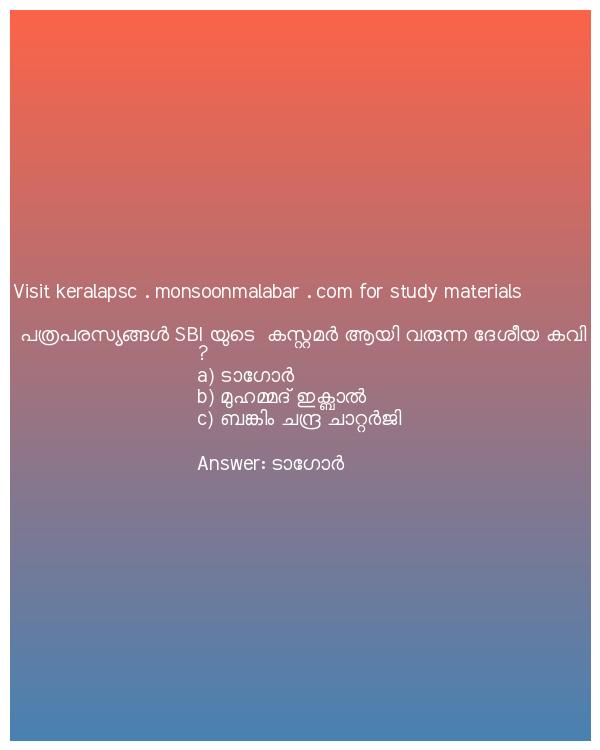 Visit keralapsc . monsoonmalabar . com for study materials
പത്രപരസ്യങ്ങൾ SBI യുടെ കസ്റ്റമർ ആയി വരുന്ന ദേശീയ കവി
?
a) ടാഗോർ
b) മുഹമ്മദ് ഇക്ബാൽ
c) ബങ്കിം ചന്ദ്ര ചാറ്റർജി
Answer: ടാഗോർ